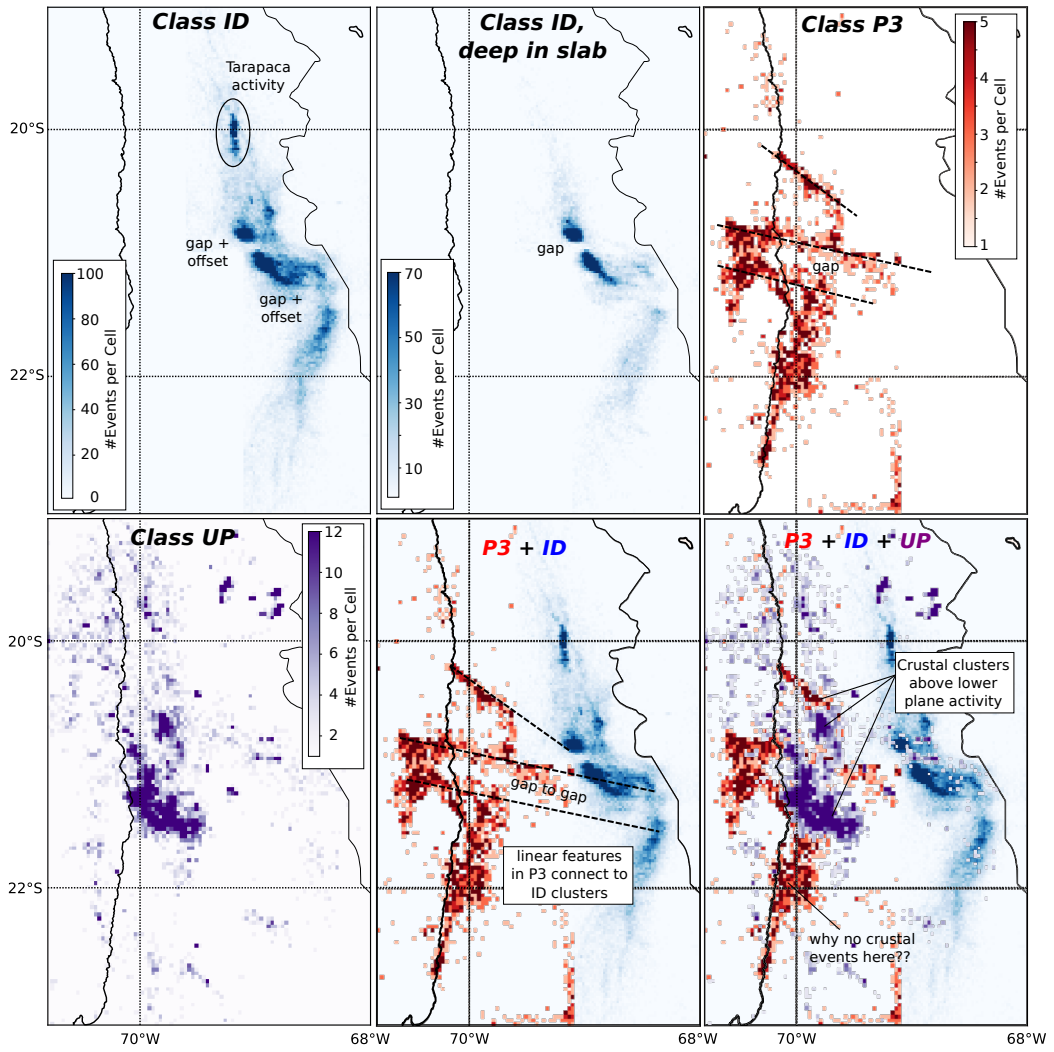 Class ID
Tarapaca
activity
20°S
gap +
offset
gap +
offset
100
80
60
40
20
0
#Events per Cell
22°S
Class ID,
deep in slab
gap
70
50
30
10
#Events per Cell
Class P3
5
4
3
2
1
#Events per Cell
gap
Class UP
12
10
8
6
4
2
#Events per Cell
20°S
22°S
70°W
P3 + ID
gap to gap
linear features
in P3 connect to
ID clusters
70°W
68°W
P3 + ID + UP
Crustal clusters
above lower
plane activity
why no crustal
events here??
70°W
68°W